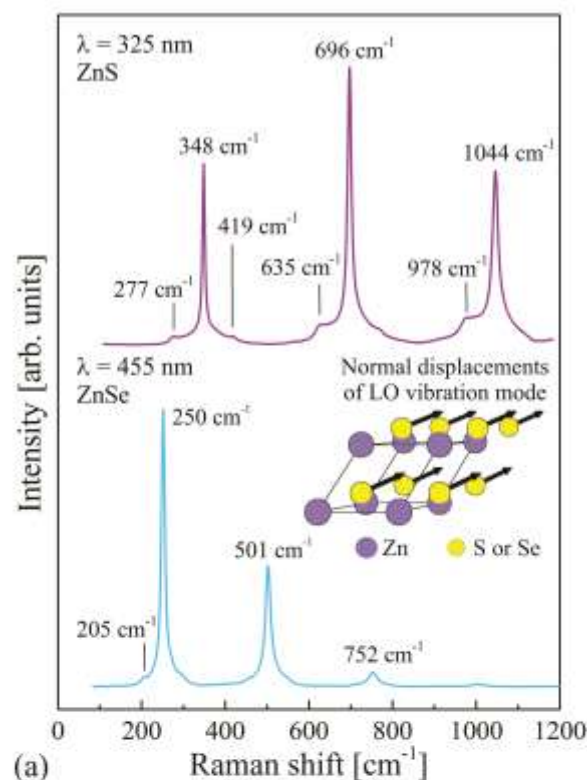 λ = 325 nm
ZnS
696 cm⁻¹
348 cm⁻¹
1044 cm⁻¹
419 cm⁻¹
277 cm⁻¹
635 cm⁻¹
978 cm⁻¹
Intensity [arb. units]
λ = 455 nm
ZnSe
250 cm⁻¹
Normal displacements
of LO vibration mode
Zn
S or Se
501 cm⁻¹
205 cm⁻¹
752 cm⁻¹
0 200 400 600 800 1000 1200
(a)
Raman shift [cm⁻¹]